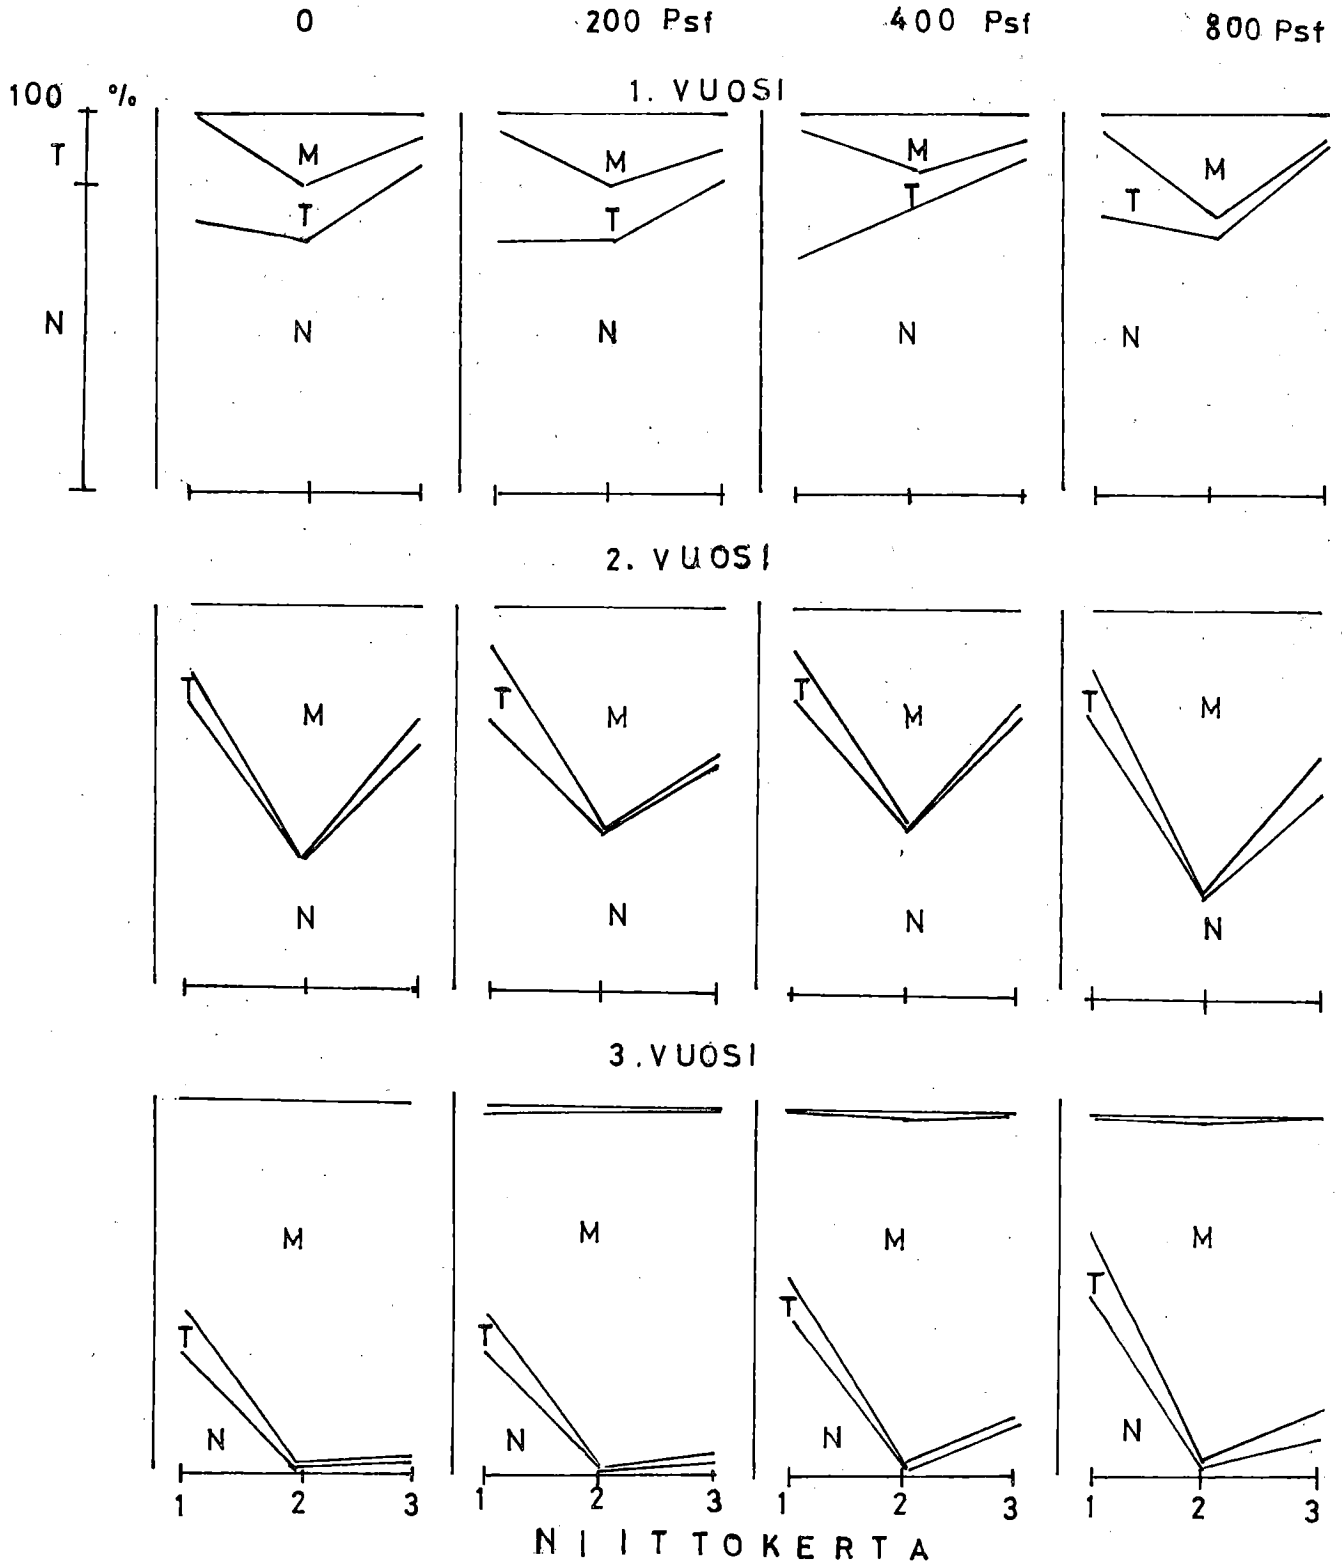 0 200 Psf 400 Psf 800 Psf
100 %
1. VUOSI
T
M M M M
T T T T
N
N N N N
2. VUOSI
T T T T
M M M M
N N N N
3. VUOSI
M M M M
T T T T
N N N N
1 2 3 1 2 3 1 2 3 1 2 3
NIITTOKERTA